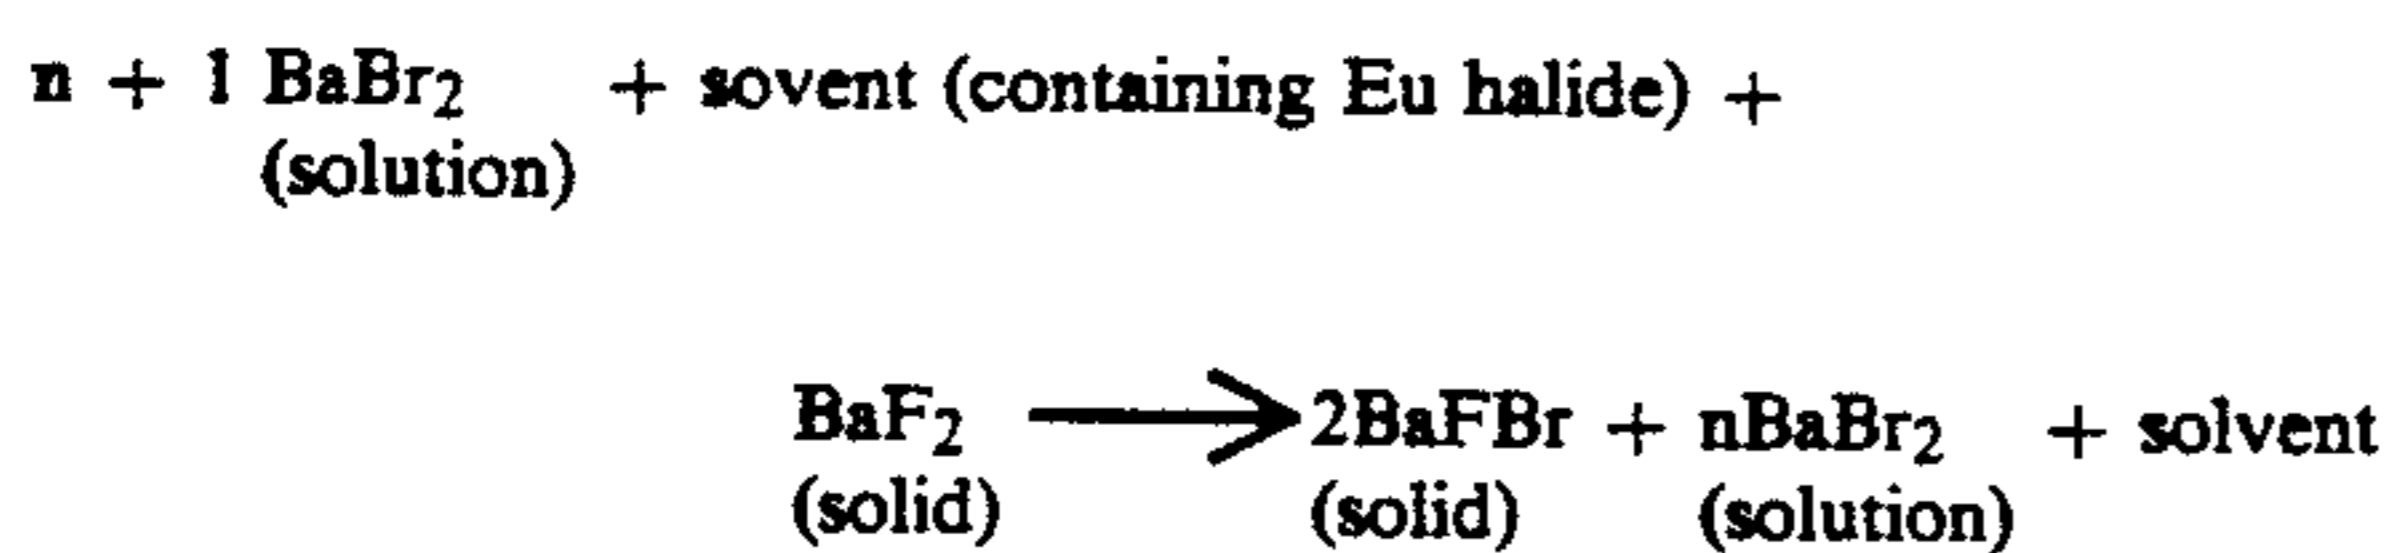 n + 1 BaBr2 + sovent (containing Eu halide) +
(solution)
BaF2 ⟶ 2BaFBr + nBaBr2 + solvent
(solid) (solid) (solution)